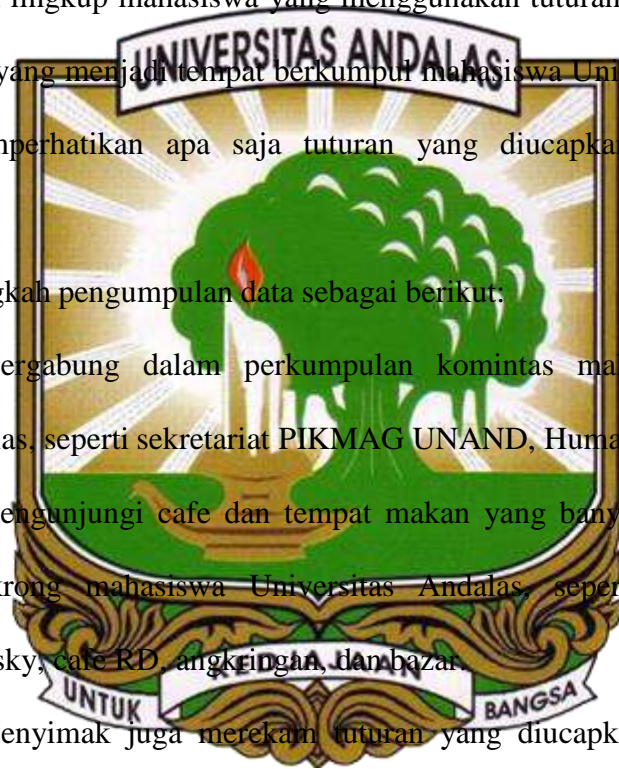 lingkup mahasiswa yang menggunakan tuturan
UNIVERSITAS ANDALAS
yang menjadi tempat berkumpul mahasiswa Uni
perhatikan apa saja tuturan yang diucapka
gkah pengumpulan data sebagai berikut:
ergabung dalam perkumpulan komintas ma
as, seperti sekretariat PIKMAG UNAND, Huma
engunjungi cafe dan tempat makan yang bany
krong mahasiswa Universitas Andalas, seper
sky, cafe RD, angkringan, dan bazar.
KEDJAJAAN
UNTUK
BANGSA
enyimak juga merekam tuturan yang diucapk